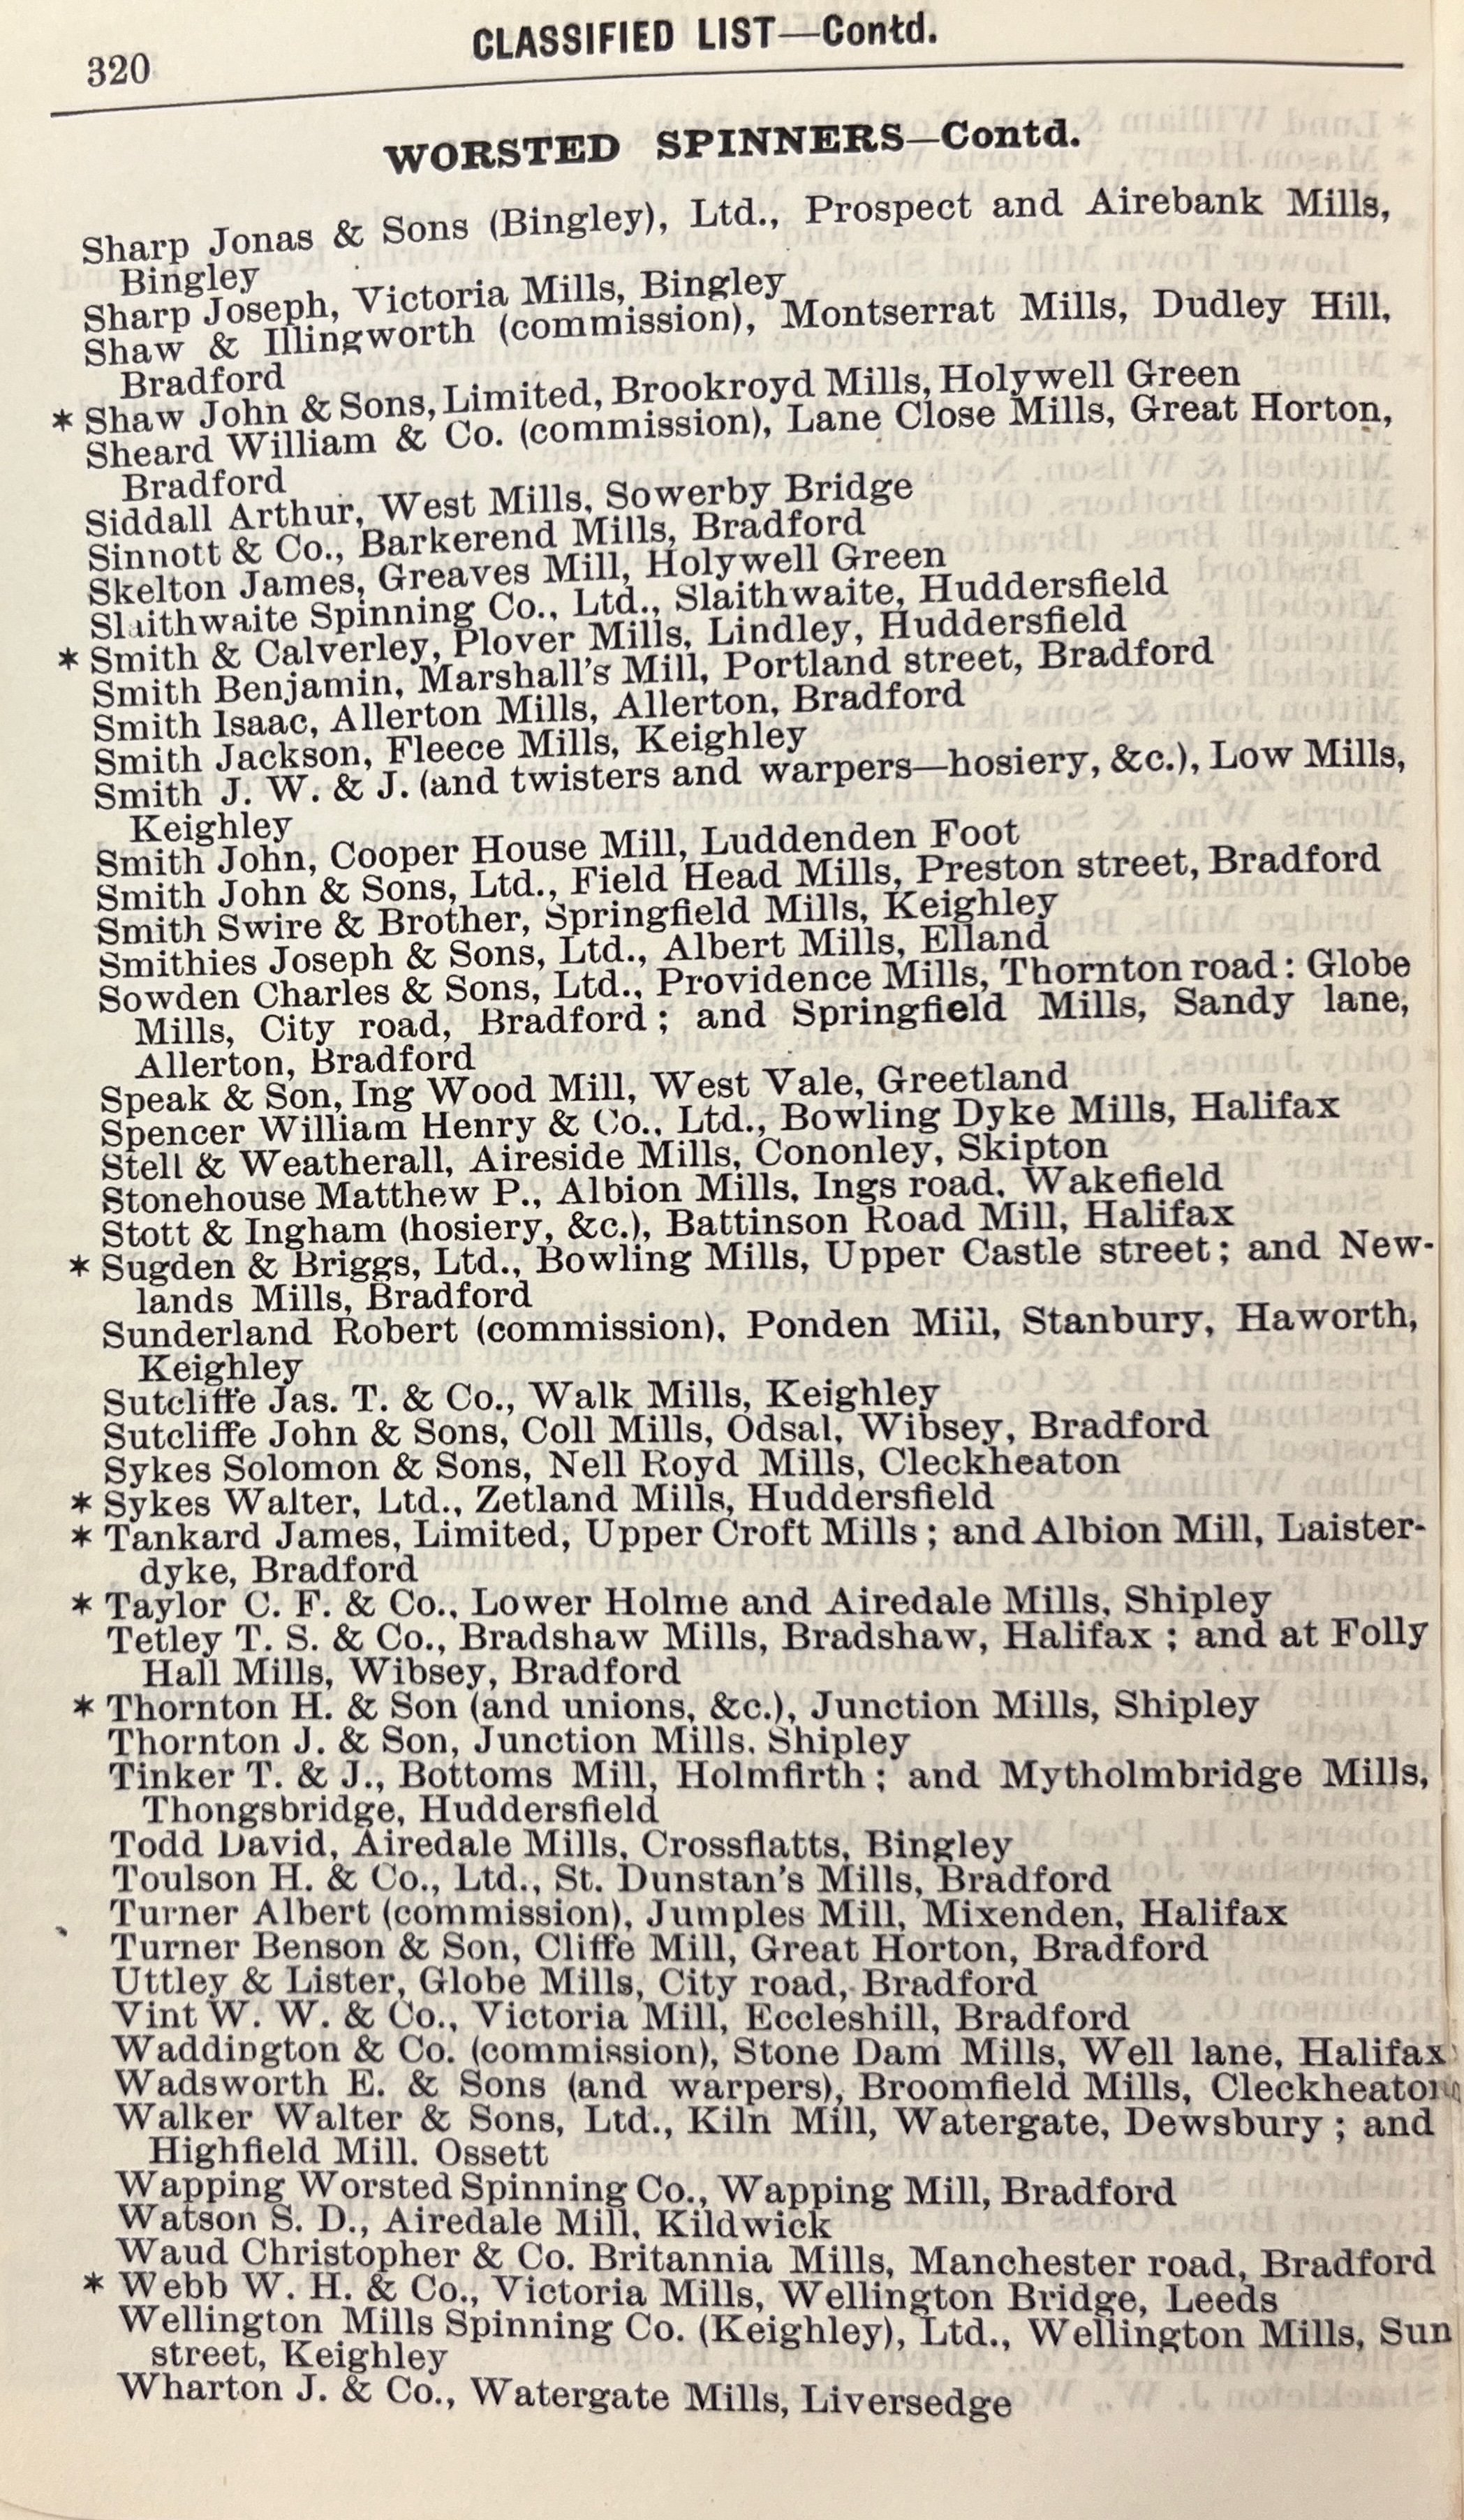 320
CLASSIFIED LIST—Contd.
WORSTED SPINNERS—Contd.
Sharp Jonas & Sons (Bingley), Ltd., Prospect and Airebank Mills,
Bingley
Sharp Joseph, Victoria Mills, Bingley
Shaw & Illingworth (commission), Montserrat Mills, Dudley Hill,
Bradford
* Shaw John & Sons, Limited, Brookroyd Mills, Holywell Green
Sheard William & Co. (commission), Lane Close Mills, Great Horton,
Bradford
Siddall Arthur, West Mills, Sowerby Bridge
Sinnott & Co., Barkerend Mills, Bradford
Skelton James, Greaves Mill, Holywell Green
Slaithwaite Spinning Co., Ltd., Slaithwaite, Huddersfield
* Smith & Calverley, Plover Mills, Lindley, Huddersfield
Smith Benjamin, Marshall's Mill, Portland street, Bradford
Smith Isaac, Allerton Mills, Allerton, Bradford
Smith Jackson, Fleece Mills, Keighley
Smith J. W. & J. (and twisters and warpers—hosiery, &c.), Low Mills,
Keighley
Smith John, Cooper House Mill, Luddenden Foot
Smith John & Sons, Ltd., Field Head Mills, Preston street, Bradford
Smith Swire & Brother, Springfield Mills, Keighley
Smithies Joseph & Sons, Ltd., Albert Mills, Elland
Sowden Charles & Sons, Ltd., Providence Mills, Thornton road: Globe
Mills, City road, Bradford; and Springfield Mills, Sandy lane,
Allerton, Bradford
Speak & Son, Ing Wood Mill, West Vale, Greetland
Spencer William Henry & Co., Ltd., Bowling Dyke Mills, Halifax
Stell & Weatherall, Aireside Mills, Cononley, Skipton
Stonehouse Matthew P., Albion Mills, Ings road, Wakefield
Stott & Ingham (hosiery, &c.), Battinson Road Mill, Halifax
* Sugden & Briggs, Ltd., Bowling Mills, Upper Castle street; and New-
lands Mills, Bradford
Sunderland Robert (commission), Ponden Mill, Stanbury, Haworth,
Keighley
Sutcliffe Jas. T. & Co., Walk Mills, Keighley
Sutcliffe John & Sons, Coll Mills, Odsal, Wibsey, Bradford
Sykes Solomon & Sons, Nell Royd Mills, Cleckheaton
* Sykes Walter, Ltd., Zetland Mills, Huddersfield
* Tankard James, Limited, Upper Croft Mills; and Albion Mill, Laister-
dyke, Bradford
* Taylor C. F. & Co., Lower Holme and Airedale Mills, Shipley
Tetley T. S. & Co., Bradshaw Mills, Bradshaw, Halifax; and at Folly
Hall Mills, Wibsey, Bradford
* Thornton H. & Son (and unions, &c.), Junction Mills, Shipley
Thornton J. & Son, Junction Mills, Shipley
Tinker T. & J., Bottoms Mill, Holmfirth; and Mytholmbridge Mills,
Thongsbridge, Huddersfield
Todd David, Airedale Mills, Crossflatts, Bingley
Toulson H. & Co., Ltd., St. Dunstan's Mills, Bradford
Turner Albert (commission), Jumples Mill, Mixenden, Halifax
Turner Benson & Son, Cliffe Mill, Great Horton, Bradford
Uttley & Lister, Globe Mills, City road, Bradford
Vint W. W. & Co., Victoria Mill, Eccleshill, Bradford
Waddington & Co. (commission), Stone Dam Mills, Well lane, Halifax
Wadsworth E. & Sons (and warpers), Broomfield Mills, Cleckheaton
Walker Walter & Sons, Ltd., Kiln Mill, Watergate, Dewsbury; and
Highfield Mill, Ossett
Wapping Worsted Spinning Co., Wapping Mill, Bradford
Watson S. D., Airedale Mill, Kildwick
Waud Christopher & Co. Britannia Mills, Manchester road, Bradford
* Webb W. H. & Co., Victoria Mills, Wellington Bridge, Leeds
Wellington Mills Spinning Co. (Keighley), Ltd., Wellington Mills, Sun
street, Keighley
Wharton J. & Co., Watergate Mills, Liversedge